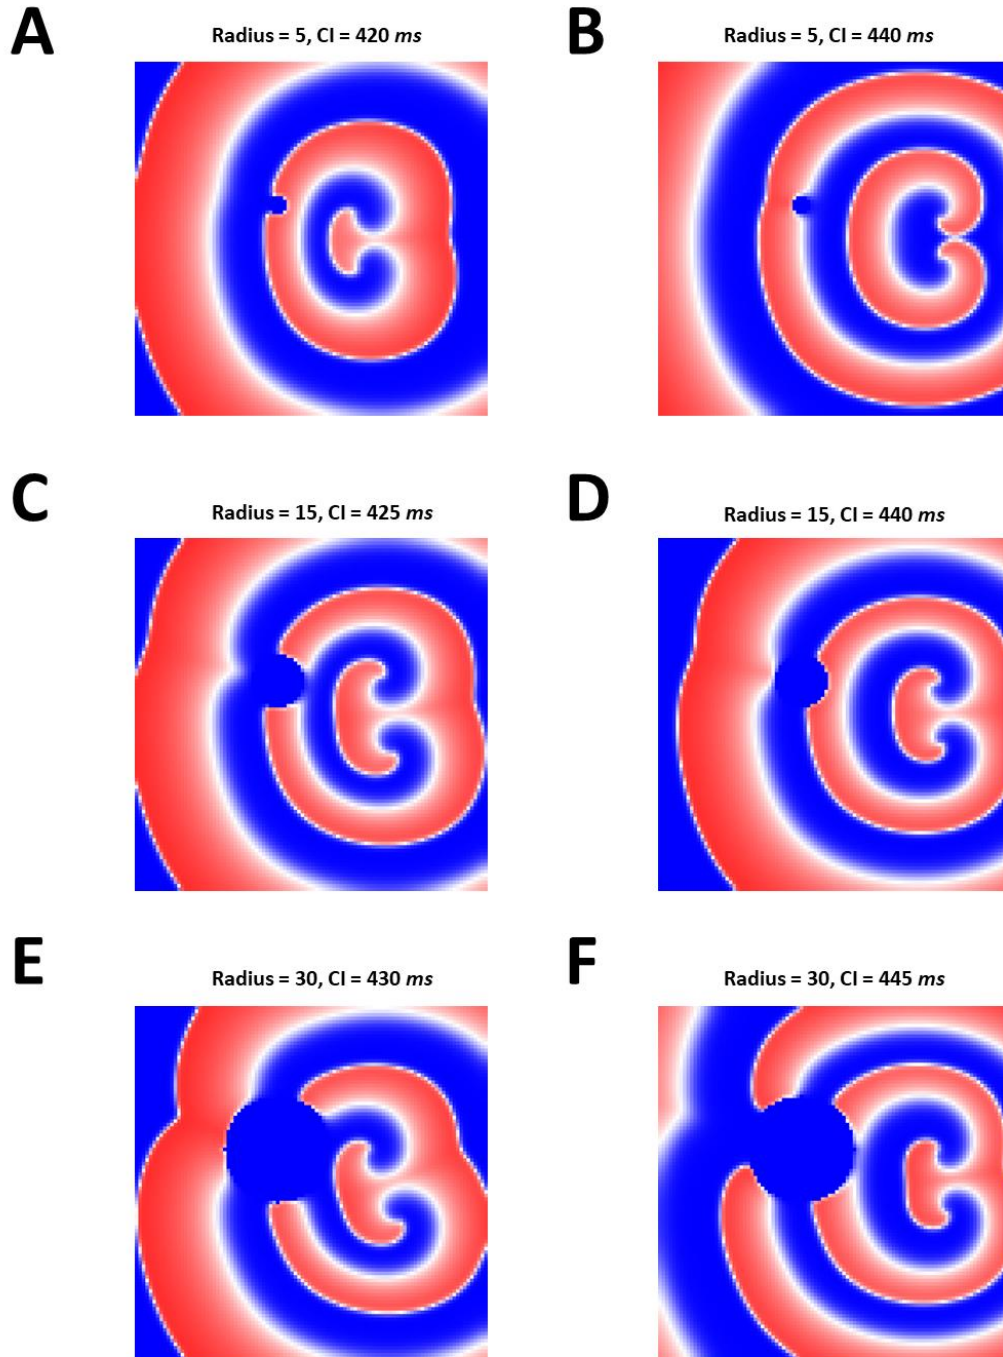 A
Radius = 5, CI = 420 ms
B
Radius = 5, CI = 440 ms
C
Radius = 15, CI = 425 ms
D
Radius = 15, CI = 440 ms
E
Radius = 30, CI = 430 ms
F
Radius = 30, CI = 445 ms